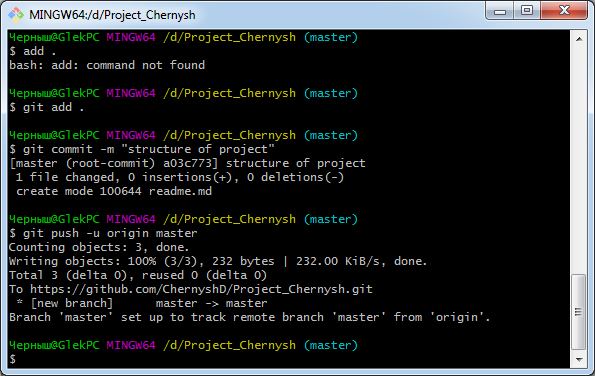 MINGW64:/d/Project_Chernysh
Черныш@GlekPC MINGW64 /d/Project_Chernysh (master)
$ add .
bash: add: command not found
Черныш@GlekPC MINGW64 /d/Project_Chernysh (master)
$ git add .
Черныш@GlekPC MINGW64 /d/Project_Chernysh (master)
$ git commit -m "structure of project"
[master (root-commit) a03c773] structure of project
1 file changed, 0 insertions(+), 0 deletions(-)
create mode 100644 readme.md
Черныш@GlekPC MINGW64 /d/Project_Chernysh (master)
$ git push -u origin master
Counting objects: 3, done.
Writing objects: 100% (3/3), 232 bytes | 232.00 KiB/s, done.
Total 3 (delta 0), reused 0 (delta 0)
To https://github.com/ChernyshD/Project_Chernysh.git
* [new branch]      master -> master
Branch 'master' set up to track remote branch 'master' from 'origin'.
Черныш@GlekPC MINGW64 /d/Project_Chernysh (master)
$